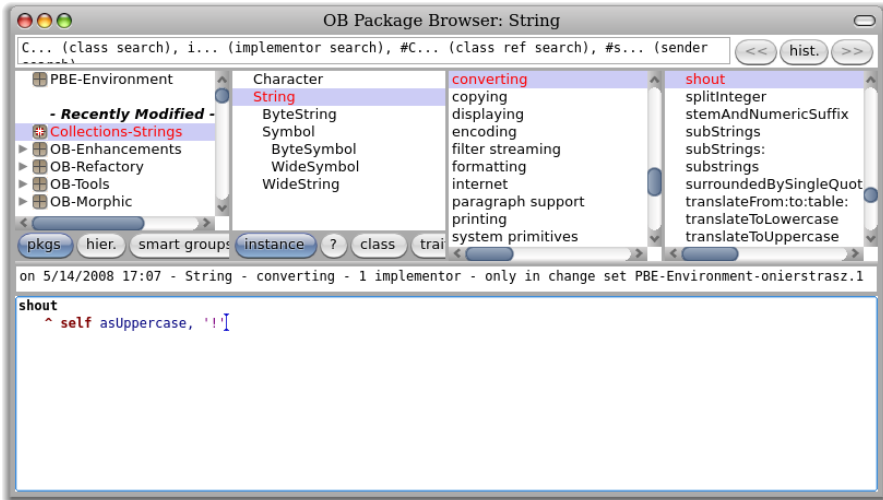 OB Package Browser: String
C... (class search), i... (implementor search), #C... (class ref search), #s... (sender
search)
<< hist. >>
PBE-Environment
- Recently Modified -
Collections-Strings
OB-Enhancements
OB-Refactory
OB-Tools
OB-Morphic
Character
String
ByteString
Symbol
ByteSymbol
WideSymbol
WideString
converting
copying
displaying
encoding
filter streaming
formatting
internet
paragraph support
printing
system primitives
shout
splitInteger
stemAndNumericSuffix
subStrings
subStrings:
substrings
surroundedBySingleQuot
translateFrom:to:table:
translateToLowercase
translateToUppercase
pkgs hier. smart groups instance ? class trai
on 5/14/2008 17:07 - String - converting - 1 implementor - only in change set PBE-Environment-onierstrasz.1
shout
^ self asUppercase, '!'